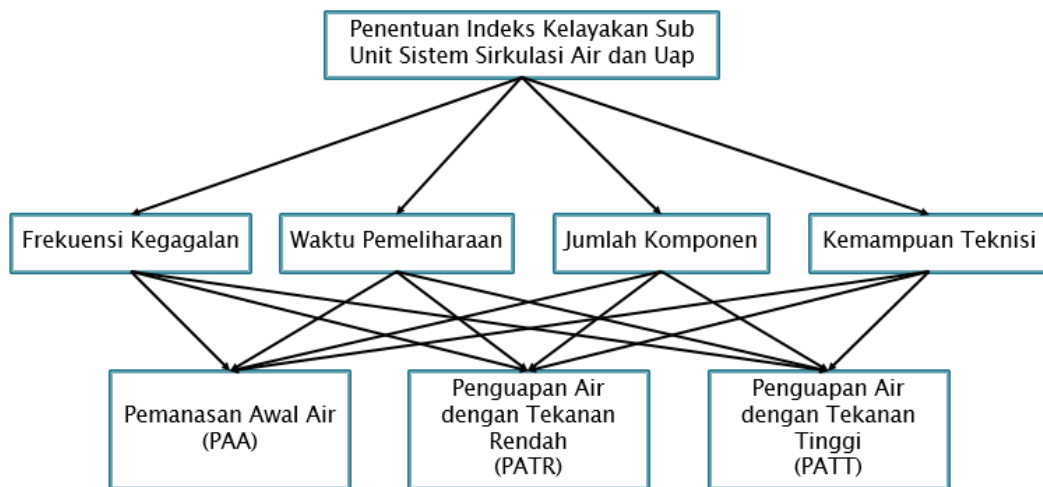 Penentuan Indeks Kelayakan Sub
Unit Sistem Sirkulasi Air dan Uap
Frekuensi Kegagalan
Waktu Pemeliharaan
Jumlah Komponen
Kemampuan Teknisi
Pemanasan Awal Air
(PAA)
Penguapan Air
dengan Tekanan
Rendah
(PATR)
Penguapan Air
dengan Tekanan
Tinggi
(PATT)